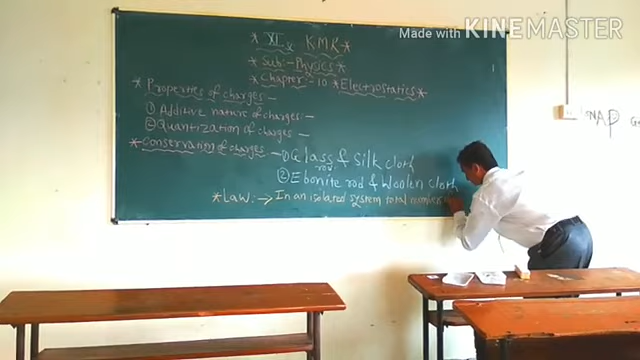 Made with KINEMASTER
* XI KMR *
* Sub:- Physics *
* Chapter:- 10 * Electrostatics *
* Properties of charges:-
① Additive nature of charges:-
② Quantization of charges:-
* Conservation of charges - ① Glass & Silk cloth
rod
② Ebonite rod & Woolen cloth
* Law:-> In an isolated system total